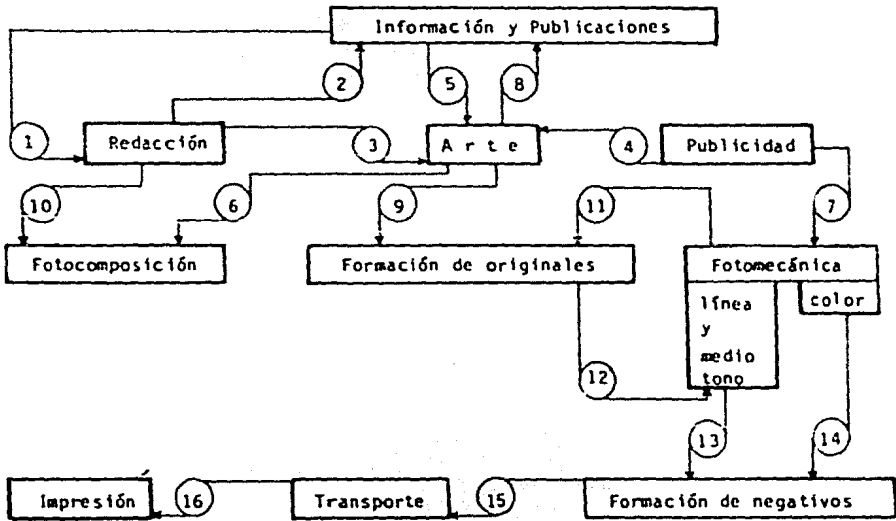 Información y Publicaciones
2
5
8
1
Redacción
3
A r t e
4
Publicidad
10
6
9
11
7
Fotocomposición
Formación de originales
Fotomecánica
línea
y
medio
tono
color
12
13
14
Impresión
16
Transporte
15
Formación de negativos